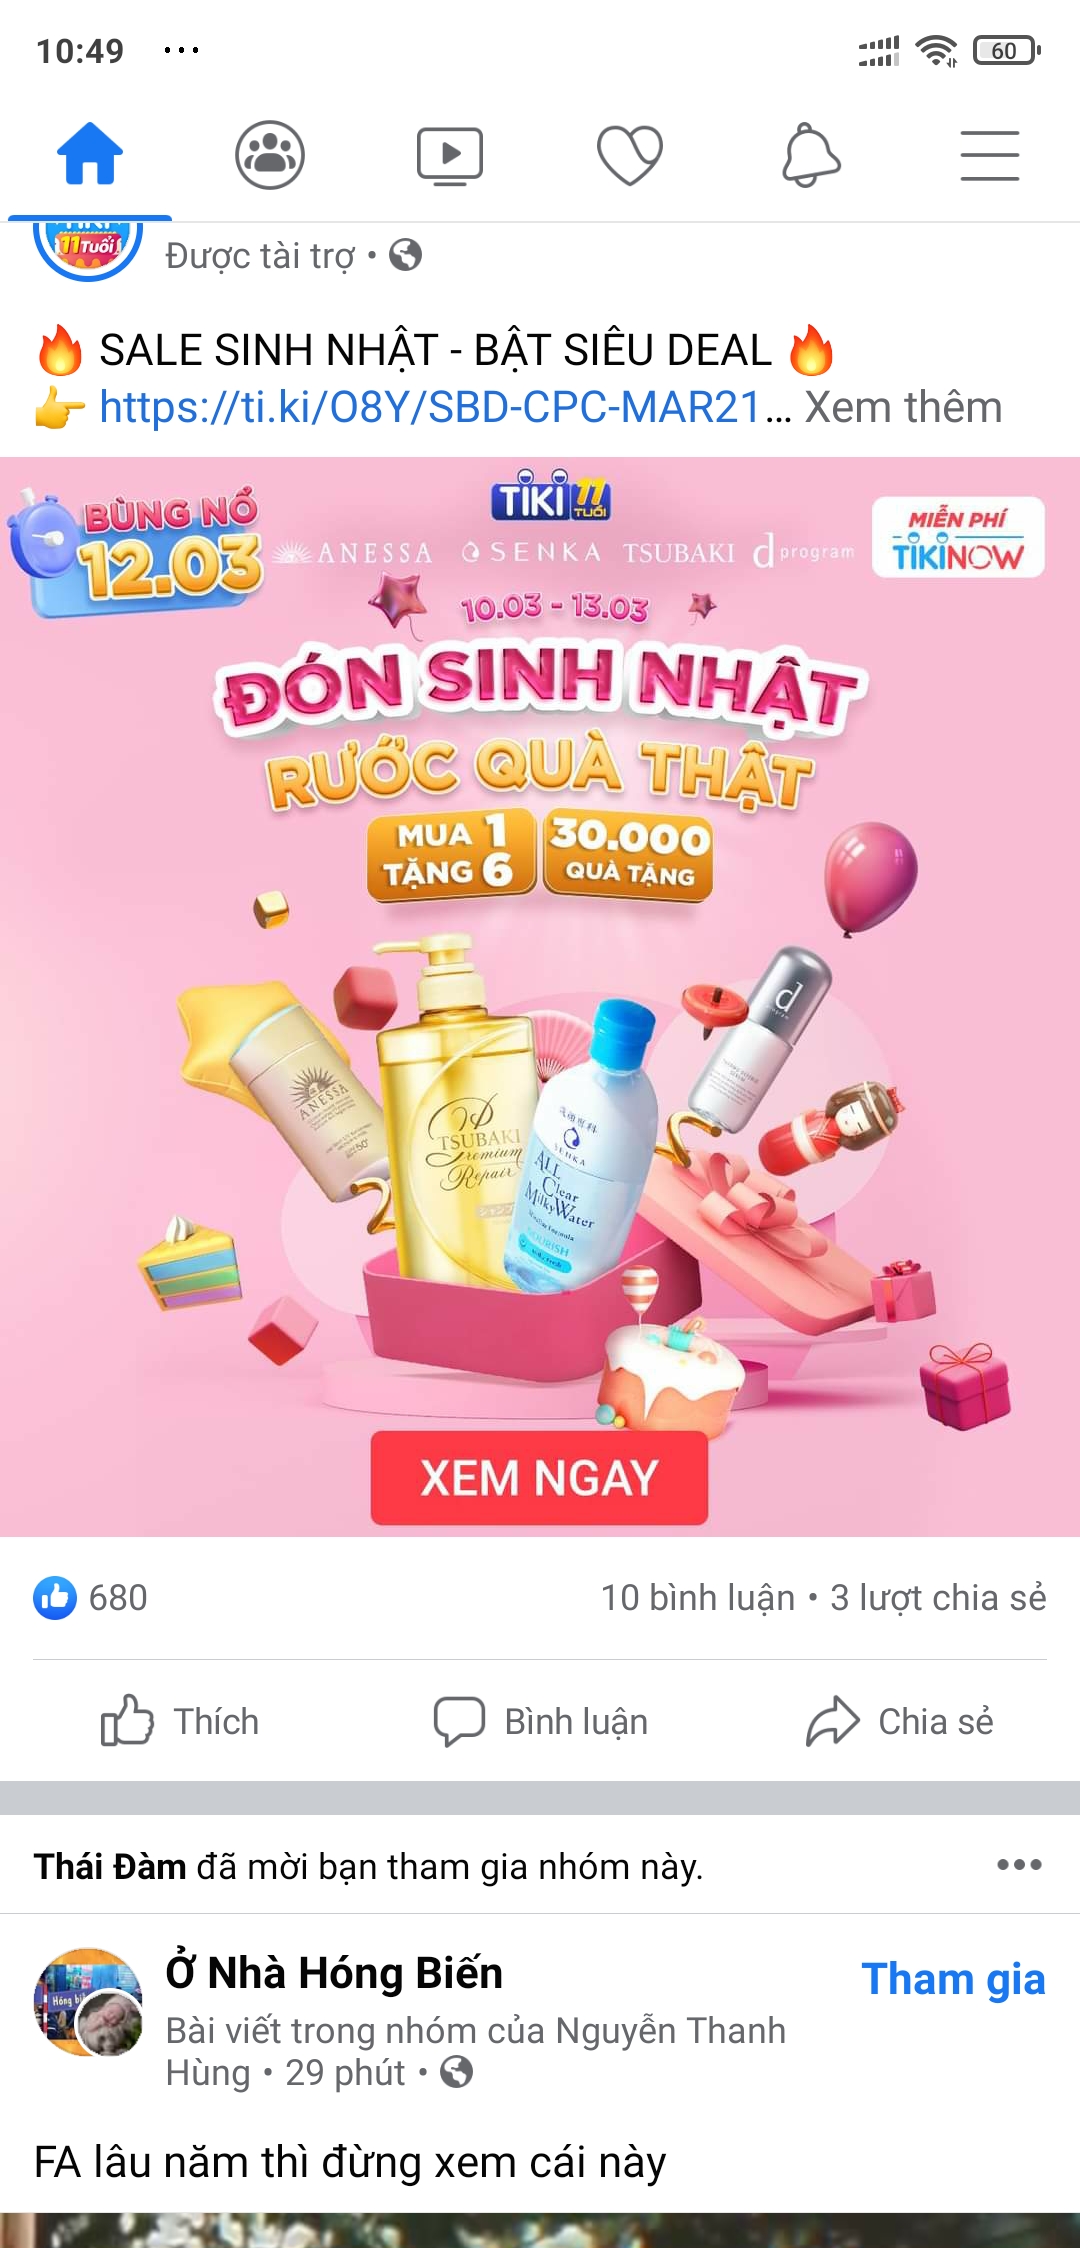 10:49
60
11 TUỔI
Được tài trợ
🔥 SALE SINH NHẬT - BẬT SIÊU DEAL 🔥
👉 https://ti.ki/O8Y/SBD-CPC-MAR21... Xem thêm
BÙNG NỔ
12.03
TIKI 11 TUỔI
ANESSA SENKA TSUBAKI d program
MIỄN PHÍ
TIKINOW
10.03 - 13.03
ĐÓN SINH NHẬT
RƯỚC QUÀ THẬT
MUA 1
TẶNG 6
30.000
QUÀ TẶNG
d
ANESSA
TSUBAKI
Premium
Repair
SENKA
ALL
Clear
Milky Water
XEM NGAY
680
10 bình luận • 3 lượt chia sẻ
Thích
Bình luận
Chia sẻ
Thái Đàm đã mời bạn tham gia nhóm này.
Ở Nhà Hóng Biến
Tham gia
Bài viết trong nhóm của Nguyễn Thanh
Hùng • 29 phút
FA lâu năm thì đừng xem cái này